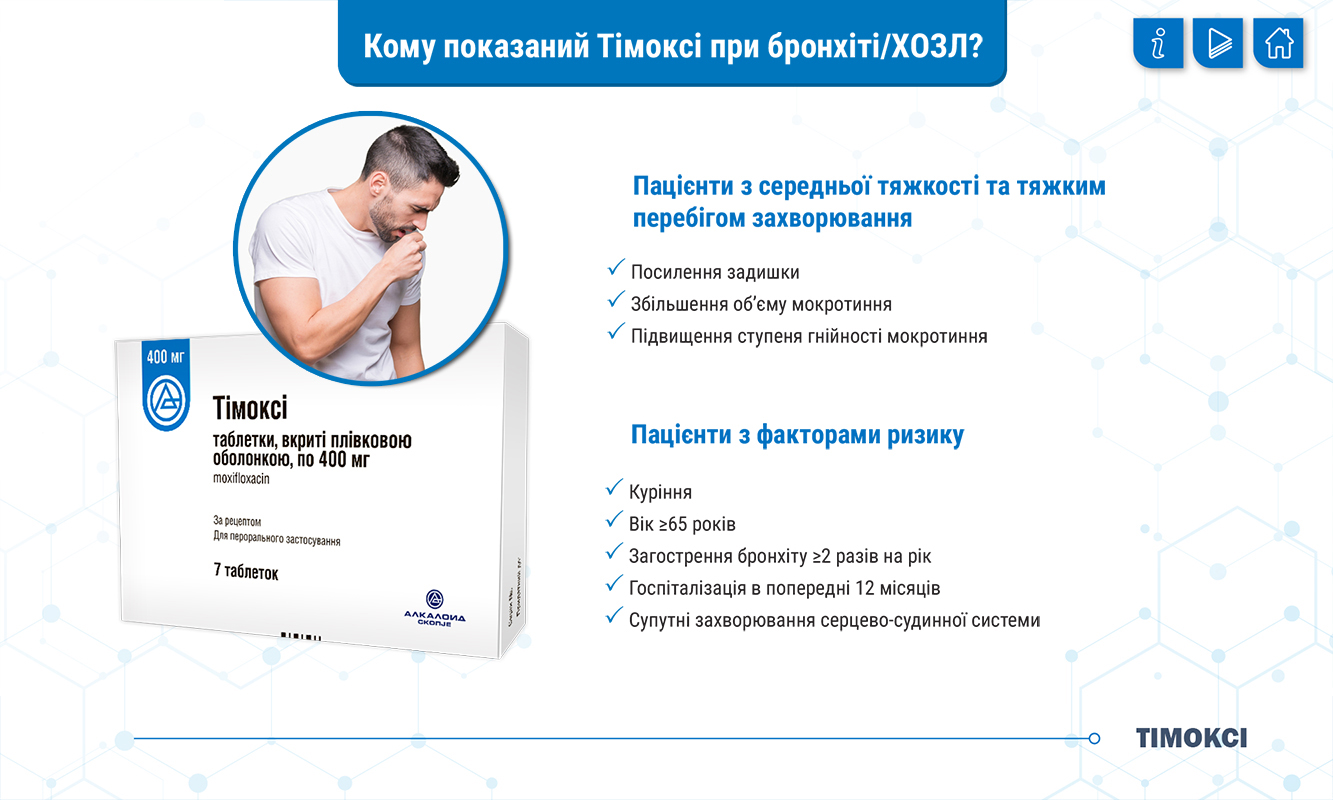 Кому показаний Тімоксі при бронхіті/ХОЗЛ?
Пацієнти з середньої тяжкості та тяжким
перебігом захворювання
Посилення задишки
Збільшення об’єму мокротиння
Підвищення ступеня гнійності мокротиння
400 мг
Тімоксі
таблетки, вкриті плівковою
оболонкою, по 400 мг
moxifloxacin
За рецептом
Для перорального застосування
7 таблеток
АЛКАЛОИД
СКОПЈЕ
Пацієнти з факторами ризику
Куріння
Вік ≥65 років
Загострення бронхіту ≥2 разів на рік
Госпіталізація в попередні 12 місяців
Супутні захворювання серцево-судинної системи
ТІМОКСІ